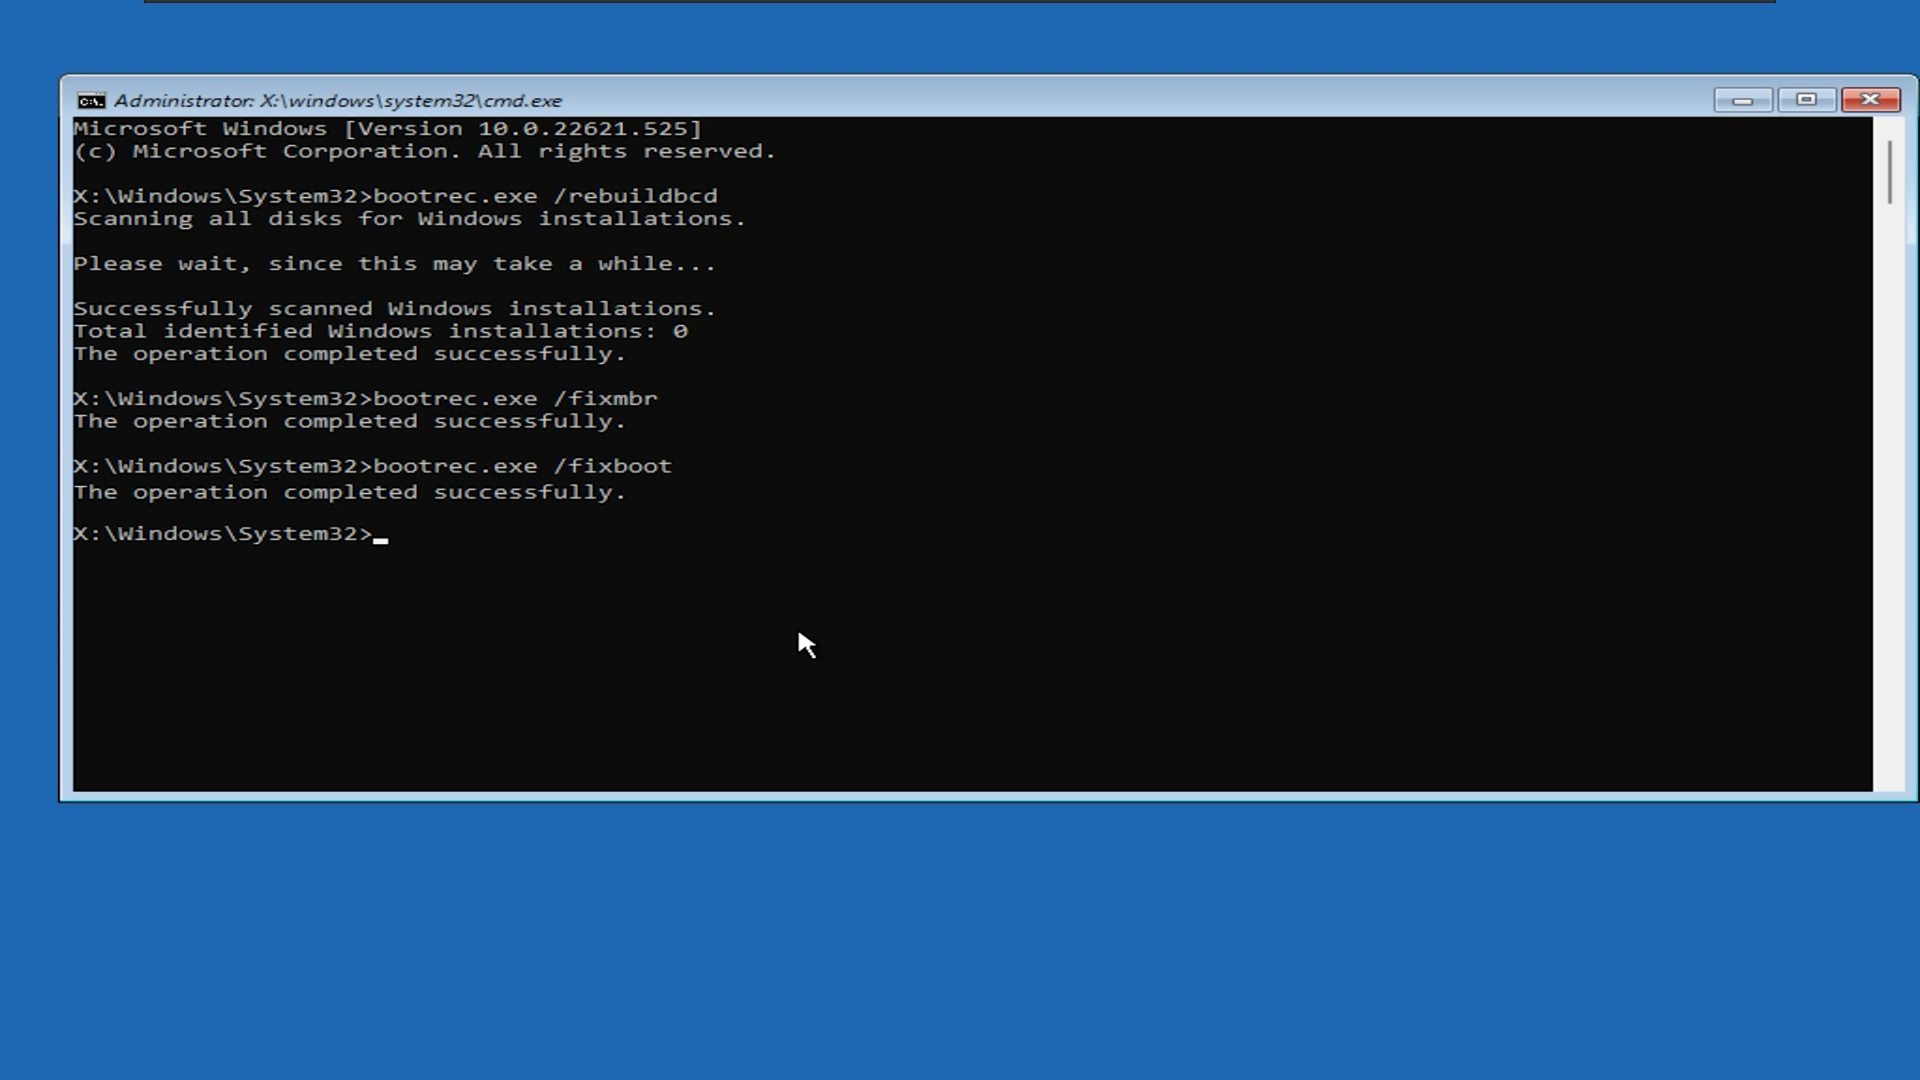 Administrator: X:\windows\system32\cmd.exe
Microsoft Windows [Version 10.0.22621.525]
(c) Microsoft Corporation. All rights reserved.
X:\Windows\System32>bootrec.exe /rebuildbcd
Scanning all disks for Windows installations.
Please wait, since this may take a while...
Successfully scanned Windows installations.
Total identified Windows installations: 0
The operation completed successfully.
X:\Windows\System32>bootrec.exe /fixmbr
The operation completed successfully.
X:\Windows\System32>bootrec.exe /fixboot
The operation completed successfully.
X:\Windows\System32>